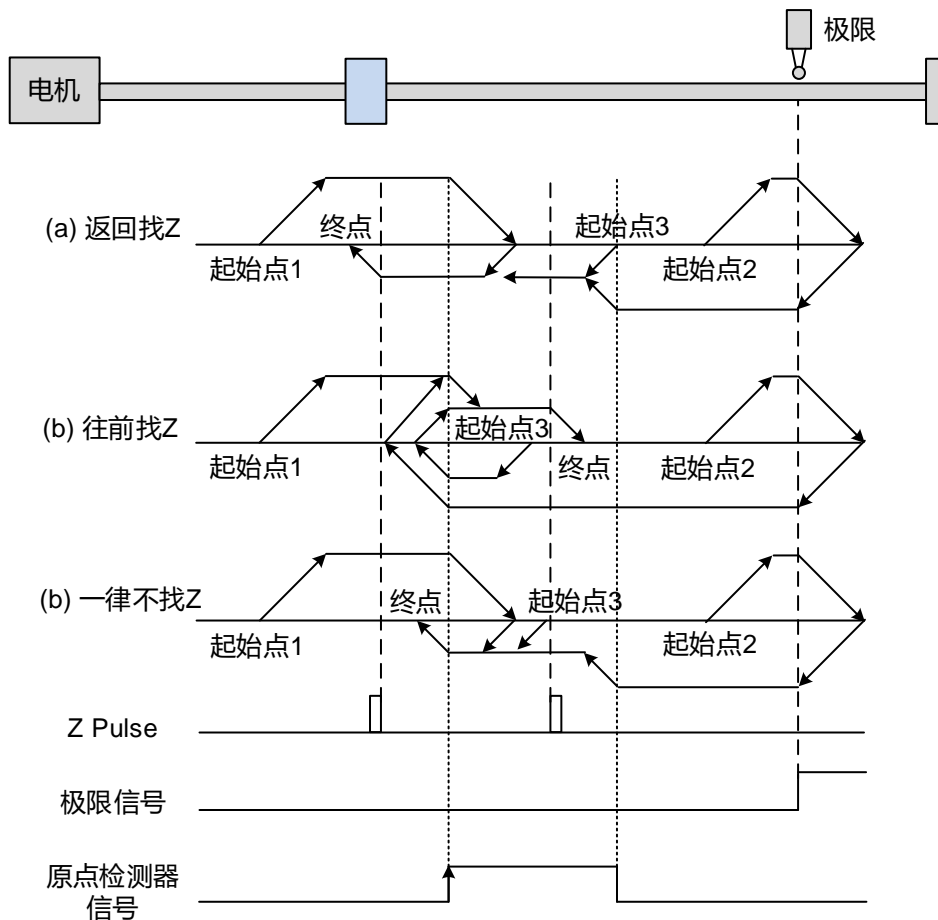 极限
电机
(a) 返回找Z
终点
起始点3
起始点1
起始点2
(b) 往前找Z
起始点3
起始点1
终点
起始点2
(b) 一律不找Z
终点
起始点3
起始点1
起始点2
Z Pulse
极限信号
原点检测器
信号